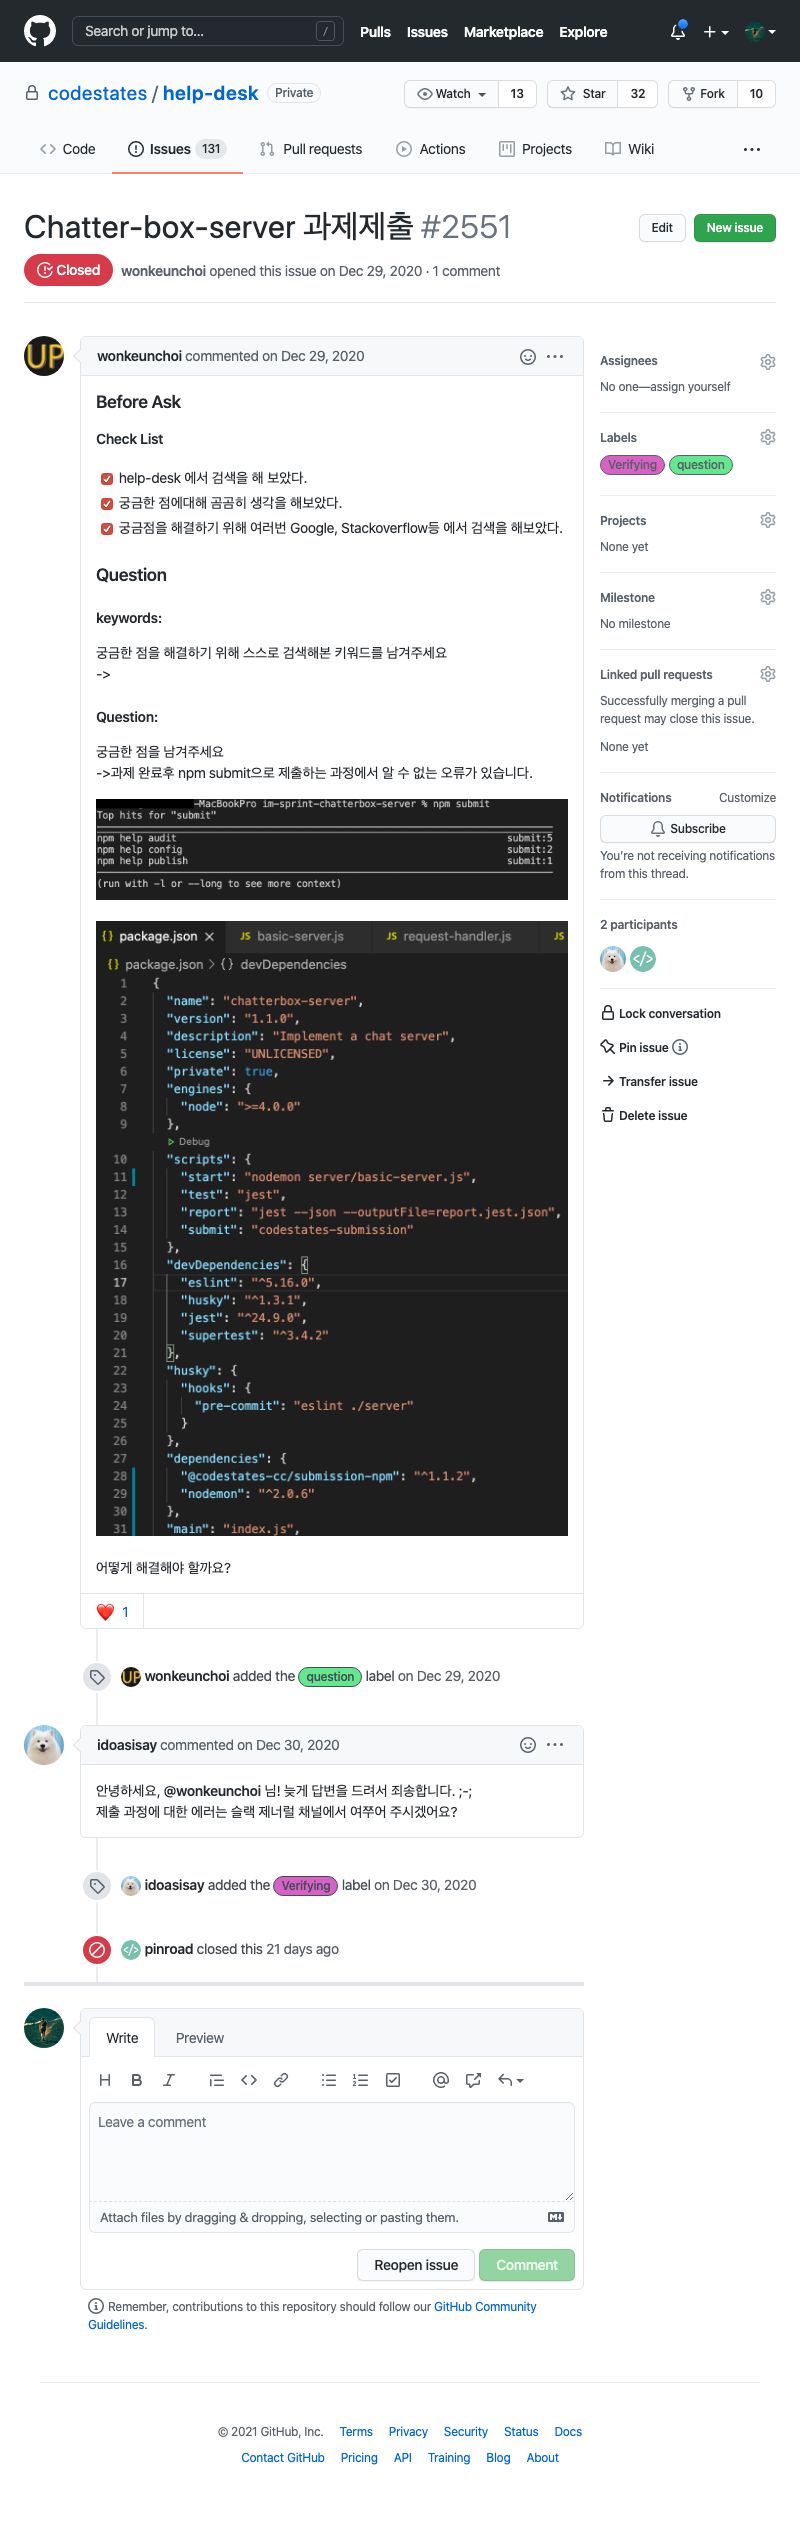 Search or jump to...
/
Pulls Issues Marketplace Explore
codestates / help-desk Private
Watch 13 Star 32 Fork 10
Code Issues 131 Pull requests Actions Projects Wiki
Chatter-box-server 과제제출 #2551
Edit New issue
Closed wonkeunchoi opened this issue on Dec 29, 2020 · 1 comment
wonkeunchoi commented on Dec 29, 2020
Before Ask
Check List
help-desk 에서 검색을 해 보았다.
궁금한 점에대해 곰곰히 생각을 해보았다.
궁금점을 해결하기 위해 여러번 Google, Stackoverflow등 에서 검색을 해보았다.
Question
keywords:
궁금한 점을 해결하기 위해 스스로 검색해본 키워드를 남겨주세요
->
Question:
궁금한 점을 남겨주세요
->과제 완료후 npm submit으로 제출하는 과정에서 알 수 없는 오류가 있습니다.
-MacBookPro im-sprint-chatterbox-server % npm submit
Top hits for "submit"
npm help audit submit:5
npm help config submit:2
npm help publish submit:1
(run with -l or --long to see more context)
{} package.json × JS basic-server.js JS request-handler.js JS
{} package.json > {} devDependencies
1 {
2 "name": "chatterbox-server",
3 "version": "1.1.0",
4 "description": "Implement a chat server",
5 "license": "UNLICENSED",
6 "private": true,
7 "engines": {
8 "node": ">=4.0.0"
9 },
Debug
10 "scripts": {
11 "start": "nodemon server/basic-server.js",
12 "test": "jest",
13 "report": "jest --json --outputFile=report.jest.json",
14 "submit": "codestates-submission"
15 },
16 "devDependencies": {
17 "eslint": "^5.16.0",
18 "husky": "^1.3.1",
19 "jest": "^24.9.0",
20 "supertest": "^3.4.2"
21 },
22 "husky": {
23 "hooks": {
24 "pre-commit": "eslint ./server"
25 }
26 },
27 "dependencies": {
28 "@codestates-cc/submission-npm": "^1.1.2",
29 "nodemon": "^2.0.6"
30 },
31 "main": "index.js",
어떻게 해결해야 할까요?
❤️ 1
UP wonkeunchoi added the question label on Dec 29, 2020
idoasisay commented on Dec 30, 2020
안녕하세요, @wonkeunchoi 님! 늦게 답변을 드려서 죄송합니다. ;-;
제출 과정에 대한 에러는 슬랙 제너럴 채널에서 여쭈어 주시겠어요?
idoasisay added the Verifying label on Dec 30, 2020
pinroad closed this 21 days ago
Write Preview
H B I
Leave a comment
Attach files by dragging & dropping, selecting or pasting them.
Reopen issue Comment
Remember, contributions to this repository should follow our GitHub Community
Guidelines.
Assignees
No one—assign yourself
Labels
Verifying question
Projects
None yet
Milestone
No milestone
Linked pull requests
Successfully merging a pull
request may close this issue.
None yet
Notifications Customize
Subscribe
You're not receiving notifications
from this thread.
2 participants
Lock conversation
Pin issue
Transfer issue
Delete issue
© 2021 GitHub, Inc. Terms Privacy Security Status Docs
Contact GitHub Pricing API Training Blog About